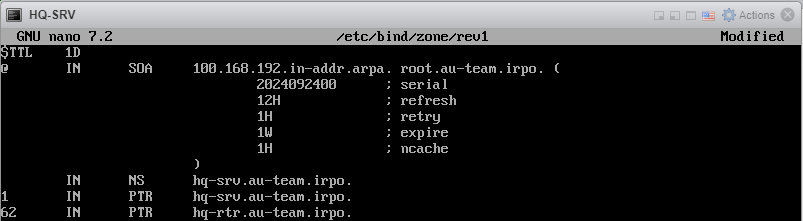 HQ-SRV Actions
GNU nano 7.2 /etc/bind/zone/rev1 Modified
$TTL 1D
@ IN SOA 100.168.192.in-addr.arpa. root.au-team.irpo. (
2024092400 ; serial
12H ; refresh
1H ; retry
1W ; expire
1H ; ncache
)
IN NS hq-srv.au-team.irpo.
1 IN PTR hq-srv.au-team.irpo.
62 IN PTR hq-rtr.au-team.irpo.